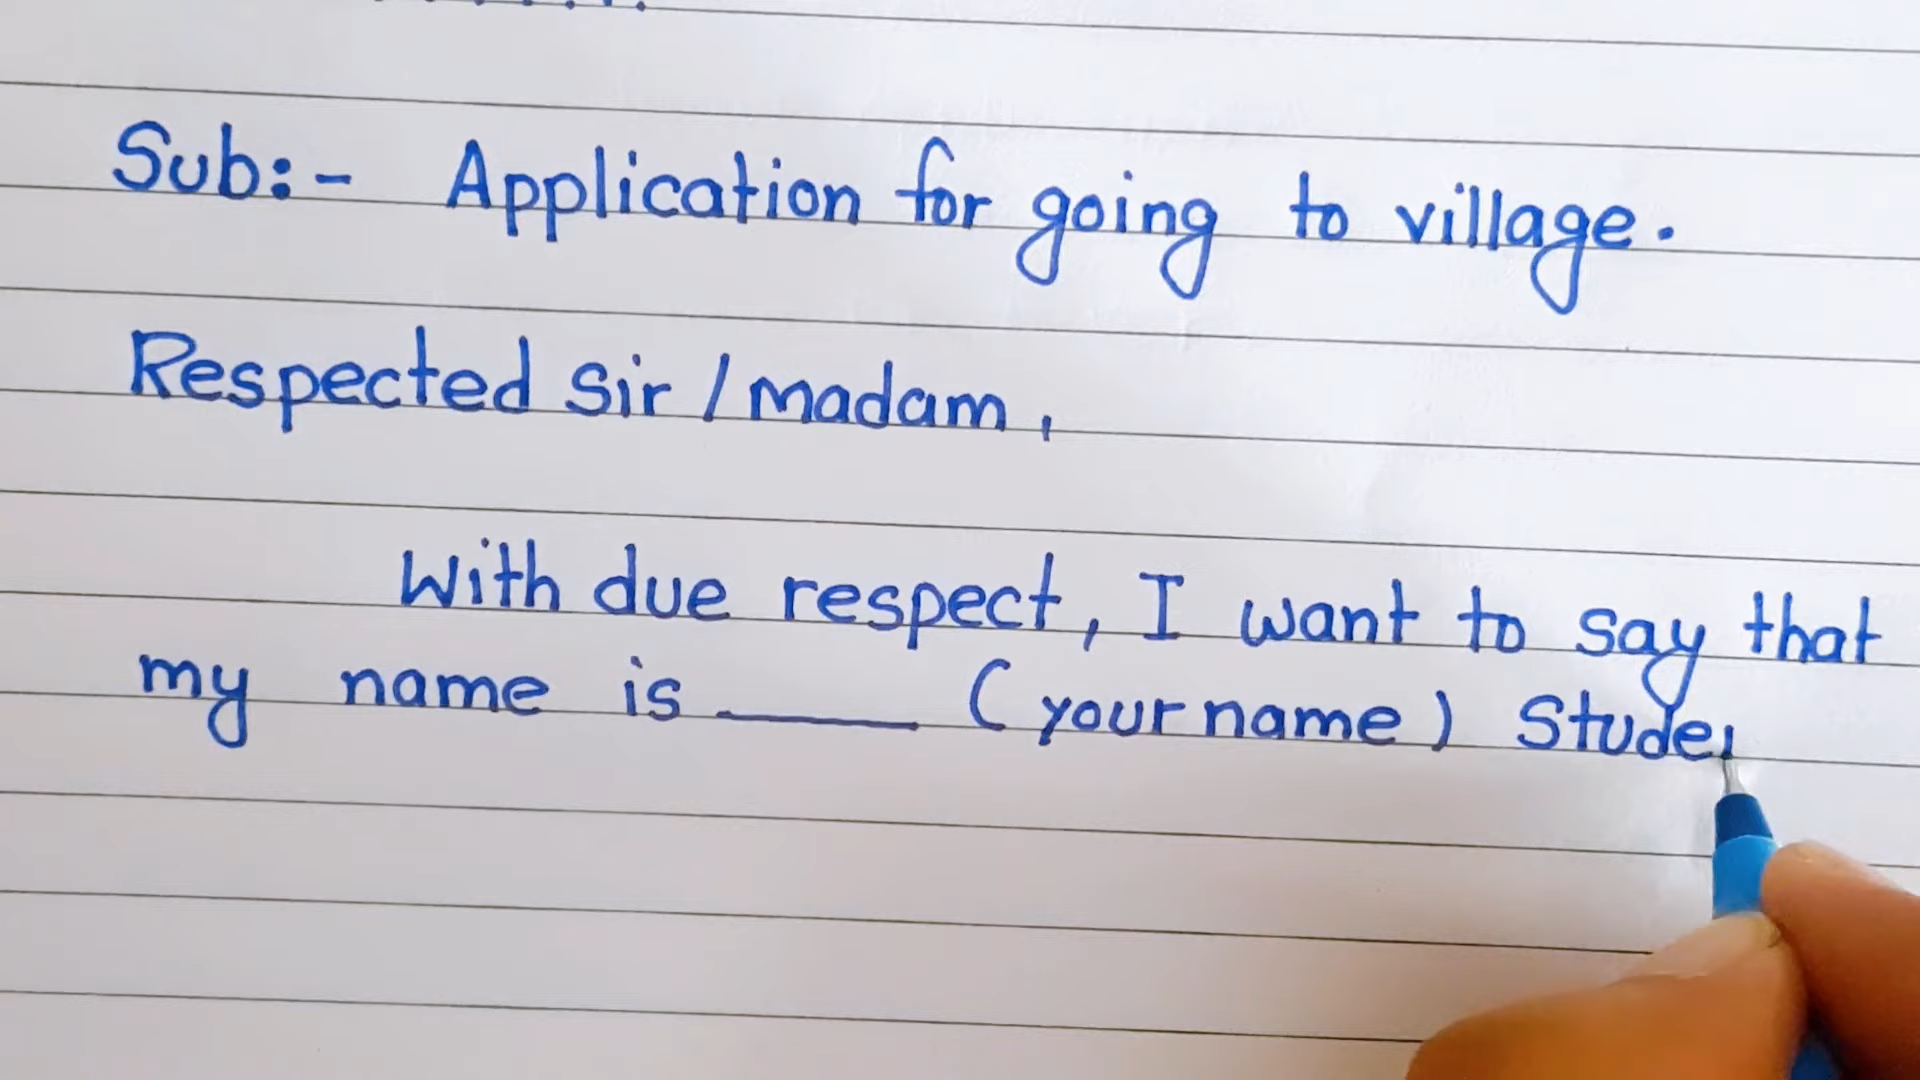 Sub:- Application for going to village.
Respected Sir / madam,
With due respect, I want to say that
my name is ______ (your name)